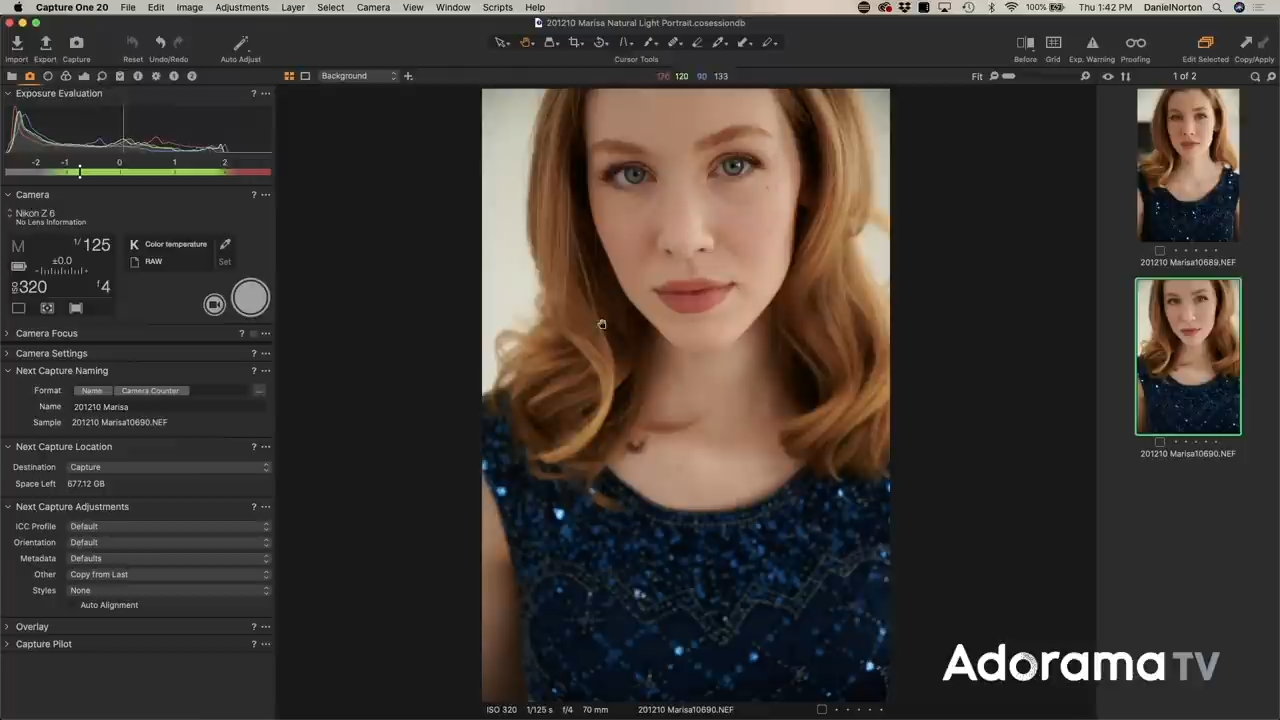 Capture One 20 File Edit Image Adjustments Layer Select Camera View Window Scripts Help 100% Thu 1:42 PM DanielNorton
201210 Marisa Natural Light Portrait.cosessiondb
Import Export Capture Reset Undo/Redo Auto Adjust Cursor Tools Before Grid Exp. Warning Proofing Edit Selected Copy/Apply
Background 176 120 90 133 Fit 1 of 2
Exposure Evaluation ? ...
-2 -1 0 1 2
Camera ? ...
Nikon Z 6
No Lens Information
M 1/ 125 K Color temperature
±0.0 RAW Set
ISO 320 f 4
Camera Focus ? ...
Camera Settings ? ...
Next Capture Naming ? ...
Format Name Camera Counter ...
Name 201210 Marisa
Sample 201210 Marisa10690.NEF
Next Capture Location ? ...
Destination Capture
Space Left 677.12 GB
Next Capture Adjustments ? ...
ICC Profile Default
Orientation Default
Metadata Defaults
Other Copy from Last
Styles None
Auto Alignment
Overlay ? ...
Capture Pilot ? ...
ISO 320 1/125 s f/4 70 mm 201210 Marisa10690.NEF
201210 Marisa10689.NEF
201210 Marisa10690.NEF
Adorama TV